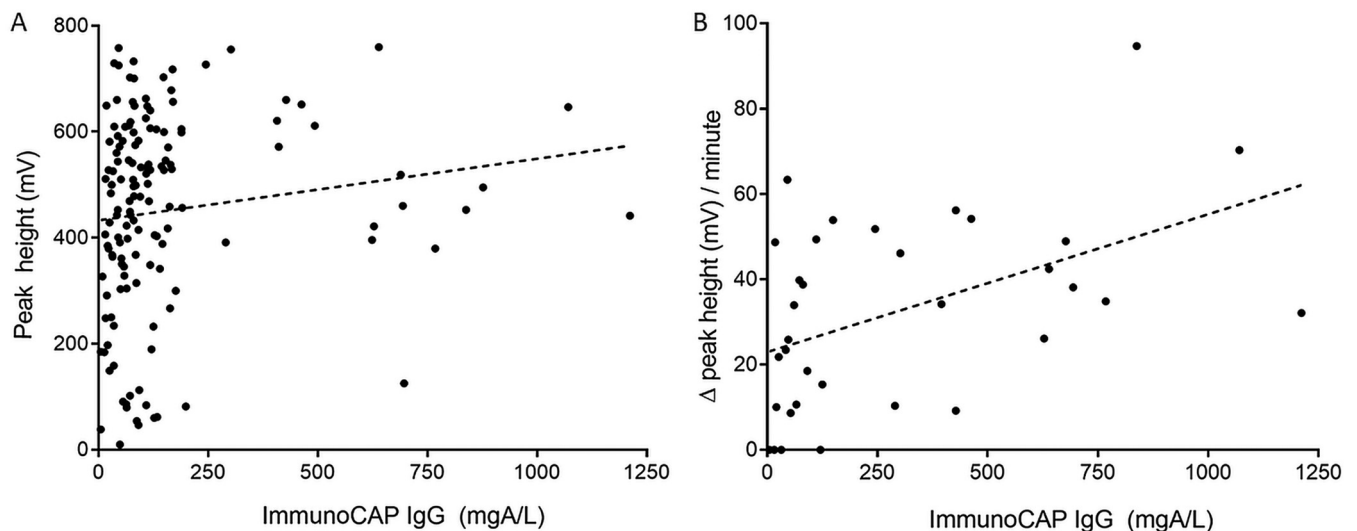 A
800
600
400
200
0
Peak height (mV)
0 250 500 750 1000 1250
ImmunoCAP IgG (mgA/L)
B
100
80
60
40
20
0
Δ peak height (mV) / minute
0 250 500 750 1000 1250
ImmunoCAP IgG (mgA/L)